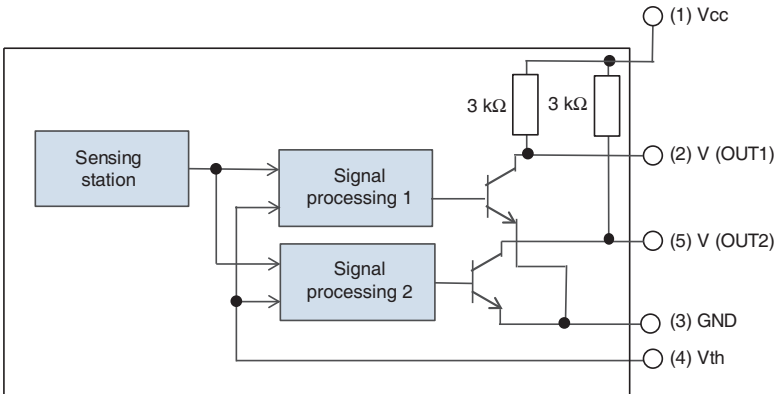 (1) Vcc
3 kΩ
3 kΩ
Sensing
station
Signal
processing 1
(2) V (OUT1)
Signal
processing 2
(5) V (OUT2)
(3) GND
(4) Vth